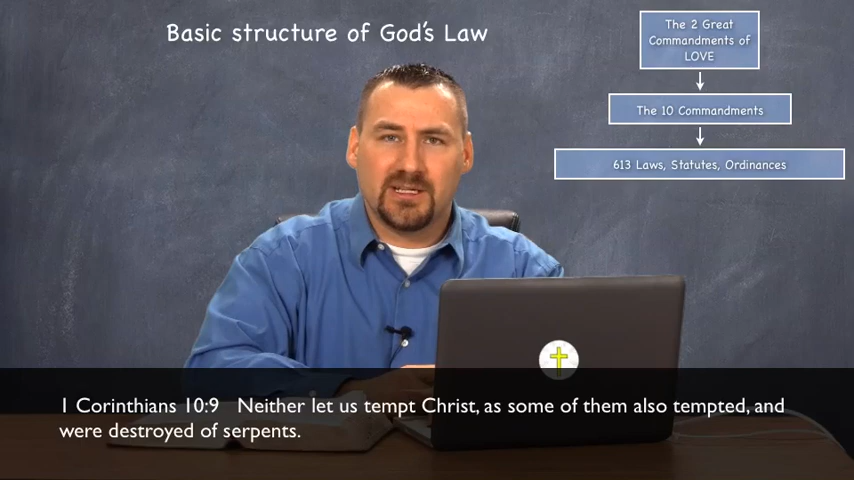 Basic structure of God's Law
The 2 Great
Commandments of
LOVE
The 10 Commandments
613 Laws, Statutes, Ordinances
1 Corinthians 10:9 Neither let us tempt Christ, as some of them also tempted, and
were destroyed of serpents.